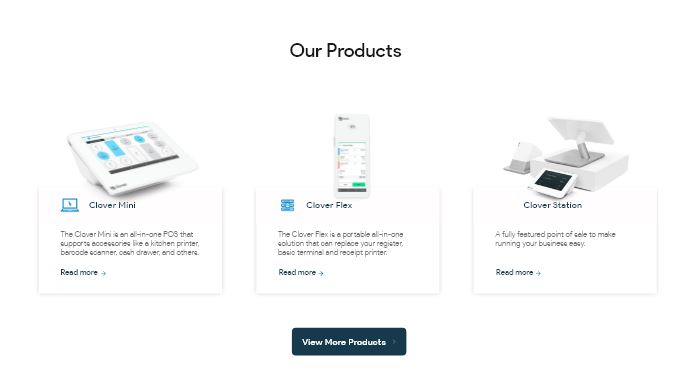 Our Products
Clover Mini
The Clover Mini is an all-in-one POS that
supports accessories like a kitchen printer,
barcode scanner, cash drawer, and others.
Read more →
Clover Flex
The Clover Flex is a portable all-in-one
solution that can replace your register,
basic terminal and receipt printer.
Read more →
Clover Station
A fully featured point of sale to make
running your business easy.
Read more →
View More Products